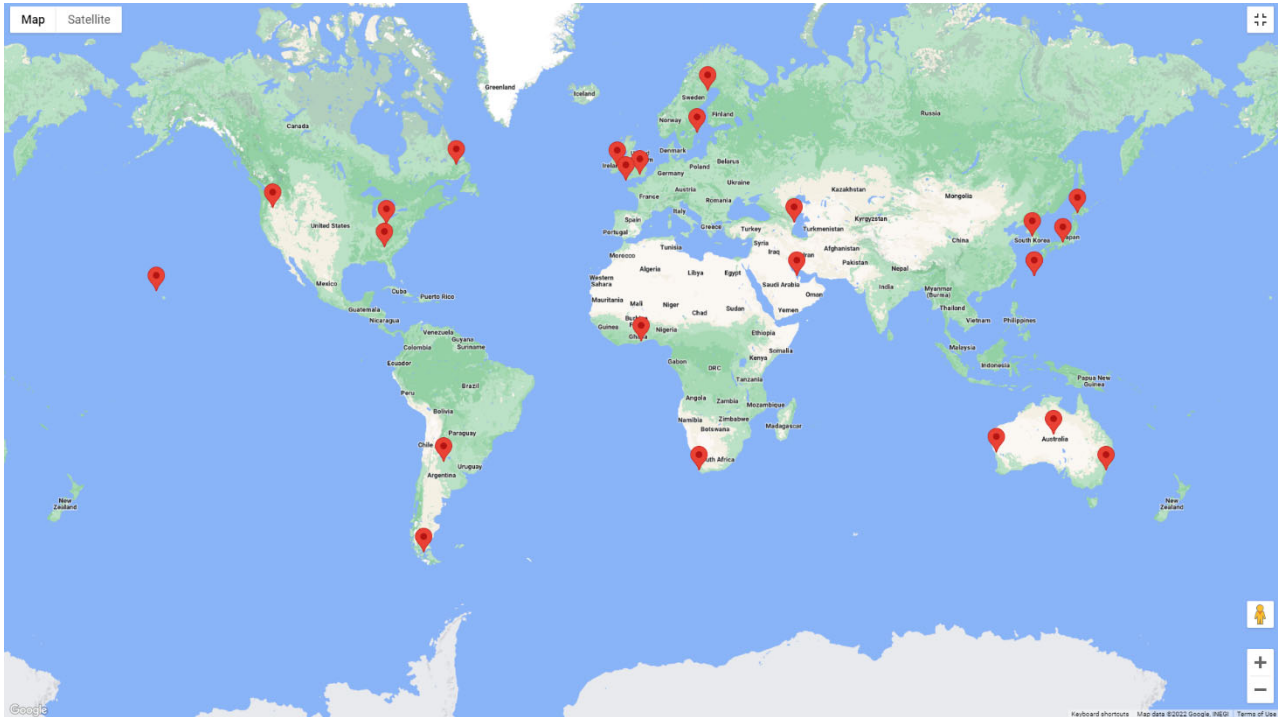 Map Satellite
Greenland
Iceland
Sweden
Finland
Norway
Russia
Canada
Denmark
Poland
Belarus
Germany
Ukraine
France
Austria
Romania
Kazakhstan
Mongolia
Italy
Spain
Portugal
Greece
Turkey
Kyrgyzstan
Turkmenistan
United States
China
South Korea
Tunisia
Syria
Iraq
Afghanistan
Morocco
Algeria
Libya
Egypt
Pakistan
Nepal
Western
Sahara
Saudi Arabia
Oman
India
Myanmar
(Burma)
Mexico
Cuba
Puerto Rico
Mauritania
Mali
Niger
Chad
Sudan
Yemen
Thailand
Vietnam
Philippines
Guatemala
Nicaragua
Guinea
Nigeria
Ethiopia
Venezuela
Guyana
Suriname
Colombia
Somalia
Malaysia
Ecuador
Gabon
DRC
Kenya
Indonesia
Tanzania
Papua New
Guinea
Peru
Brazil
Angola
Zambia
Mozambique
Bolivia
Namibia
Zimbabwe
Botswana
Madagascar
Paraguay
Chile
Australia
Uruguay
Argentina
New
Zealand
New
Zealand
Google
Keyboard shortcuts Map data ©2022 Google, INEGI Terms of Use